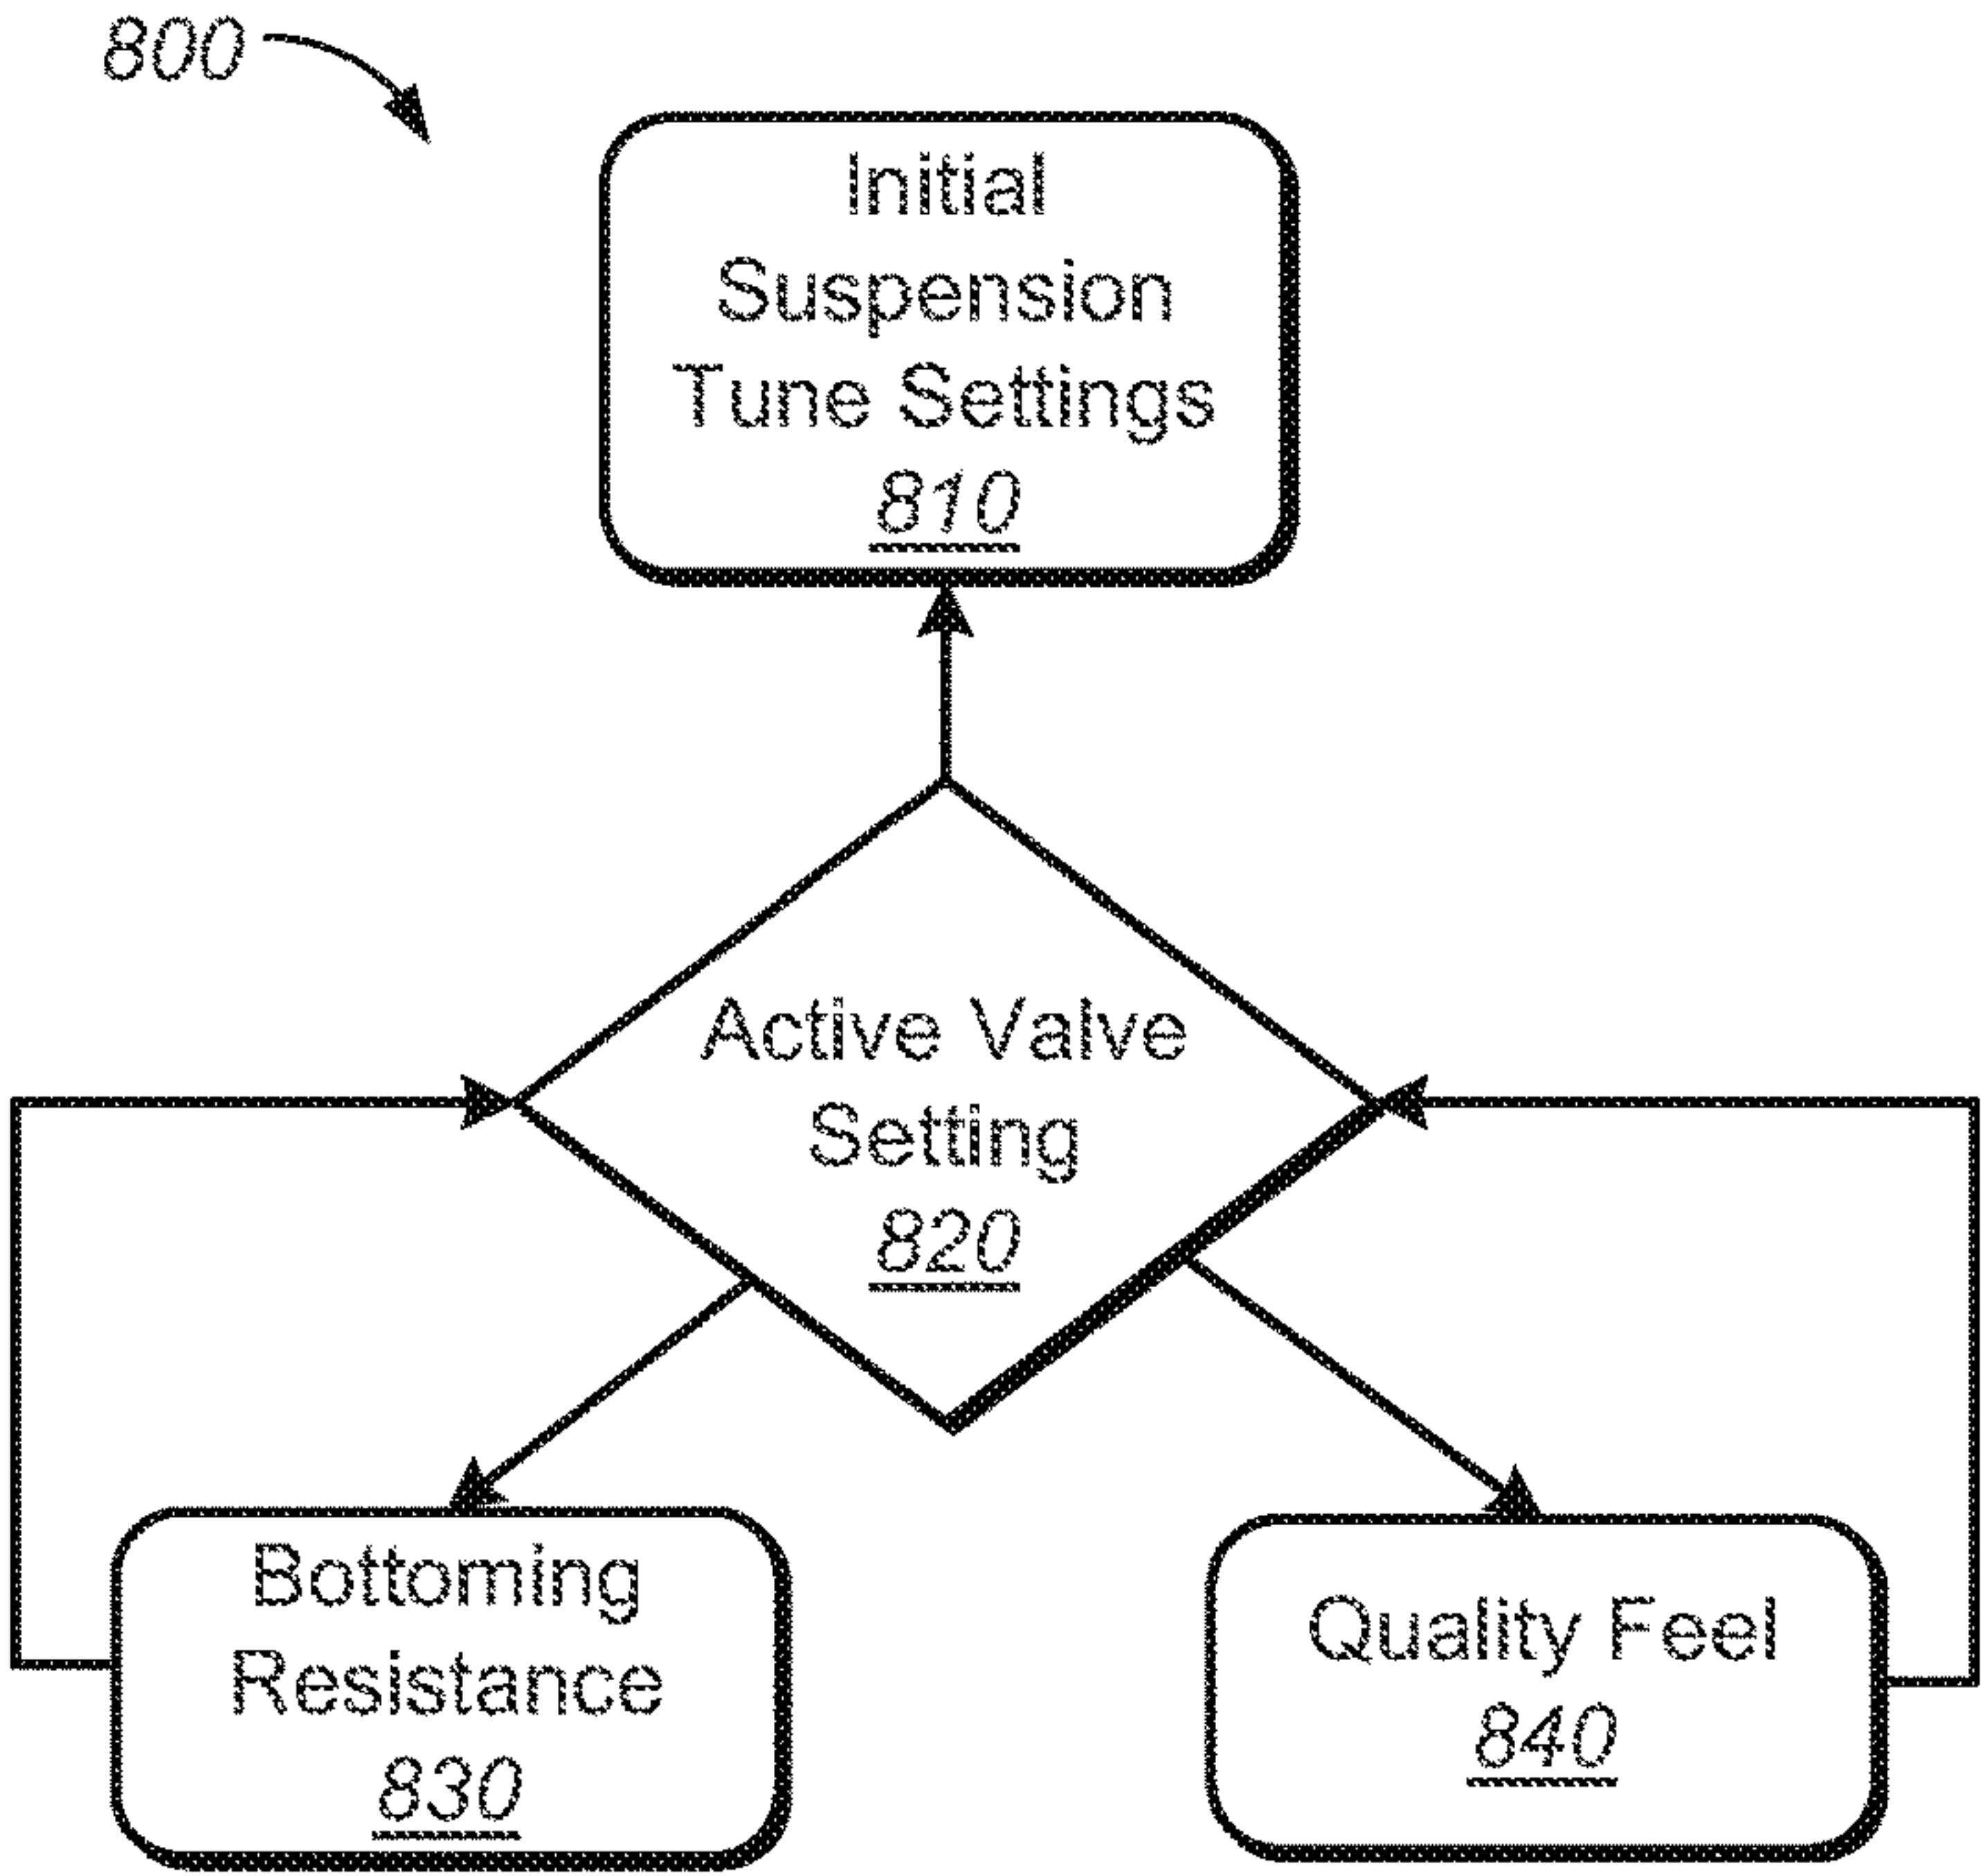 800
Initial
Suspension
Tune Settings
810
Active Valve
Setting
820
Bottoming
Resistance
830
Quality Feel
840